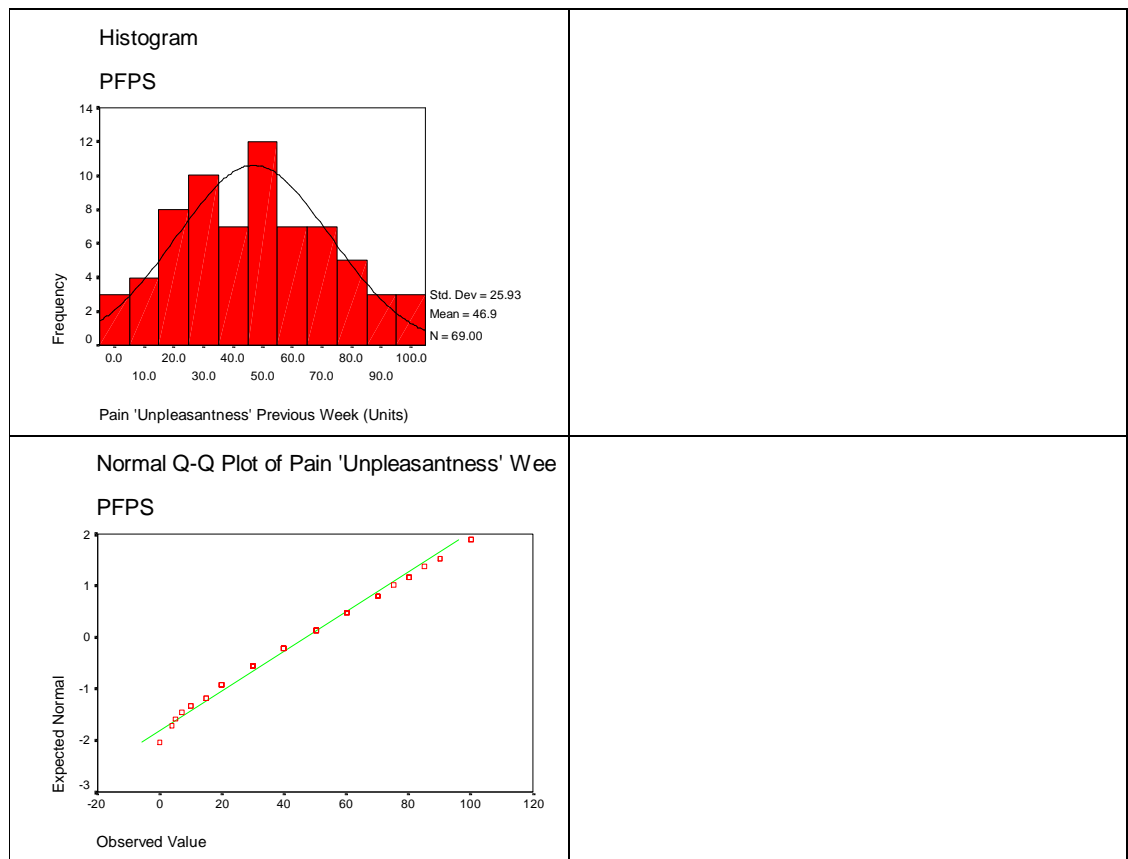 Histogram
PFPS
14
12
10
8
6
4
2
0
Frequency
Std. Dev = 25.93
Mean = 46.9
N = 69.00
0.0 20.0 40.0 60.0 80.0 100.0
10.0 30.0 50.0 70.0 90.0
Pain 'Unpleasantness' Previous Week (Units)
Normal Q-Q Plot of Pain 'Unpleasantness' Wee
PFPS
2
1
0
-1
-2
-3
Expected Normal
-20 0 20 40 60 80 100 120
Observed Value